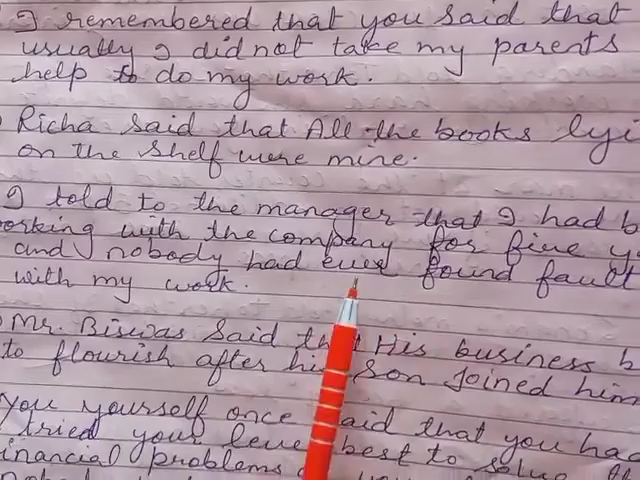 I remembered that you said that
usually I did not take my parents
help to do my work.
Richa said that All the books lyi
on the shelf were mine.
I told to the manager that I had b
orking with the company for five y
and nobody had ever found fault
with my work.
Mr. Biswas said that His business b
to flourish after his son joined him
you yourself once said that you had
tried your level best to solve
inancial problems